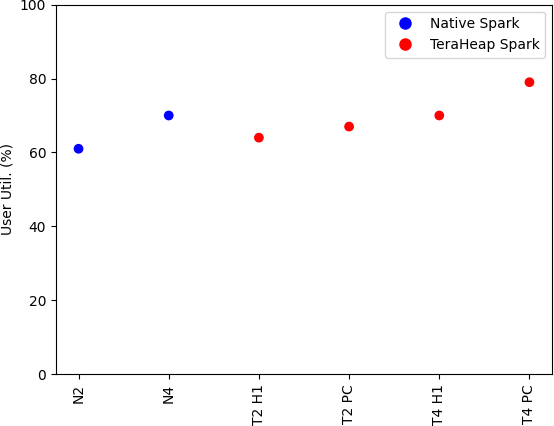 100
80
60
40
20
0
User Util. (%)
Native Spark
TeraHeap Spark
N2
N4
T2 H1
T2 PC
T4 H1
T4 PC